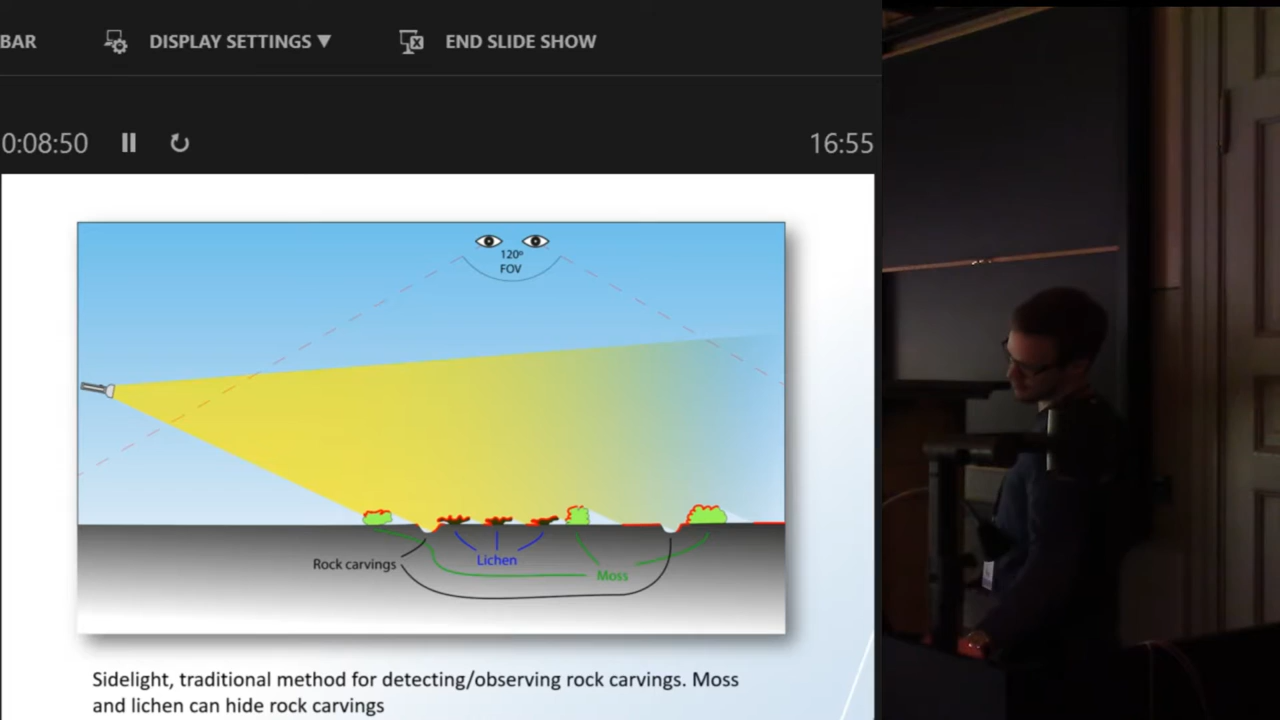 BAR DISPLAY SETTINGS ▼ END SLIDE SHOW
0:08:50 16:55
120°
FOV
Rock carvings
Lichen
Moss
Sidelight, traditional method for detecting/observing rock carvings. Moss
and lichen can hide rock carvings